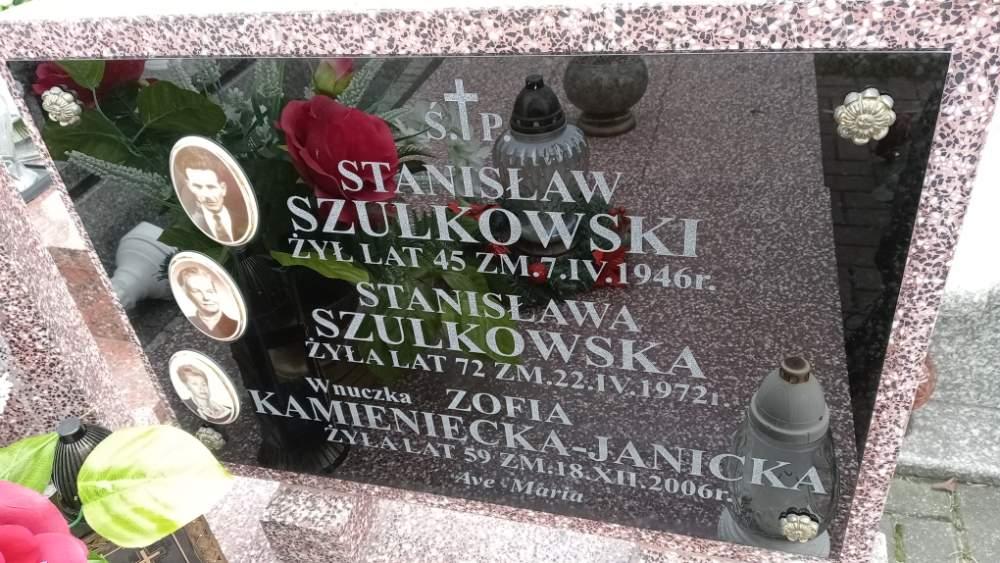 Ś.P.
STANISŁAW
SZULKOWSKI
ŻYŁ LAT 45 ZM.7.IV.1946r.
STANISŁAWA
SZULKOWSKA
ŻYŁA LAT 72 ZM.22.IV.1972r.
Wnuczka ZOFIA
KAMIENIECKA-JANICKA
ŻYŁA LAT 59 ZM.18.XII.2006r.
Ave Maria